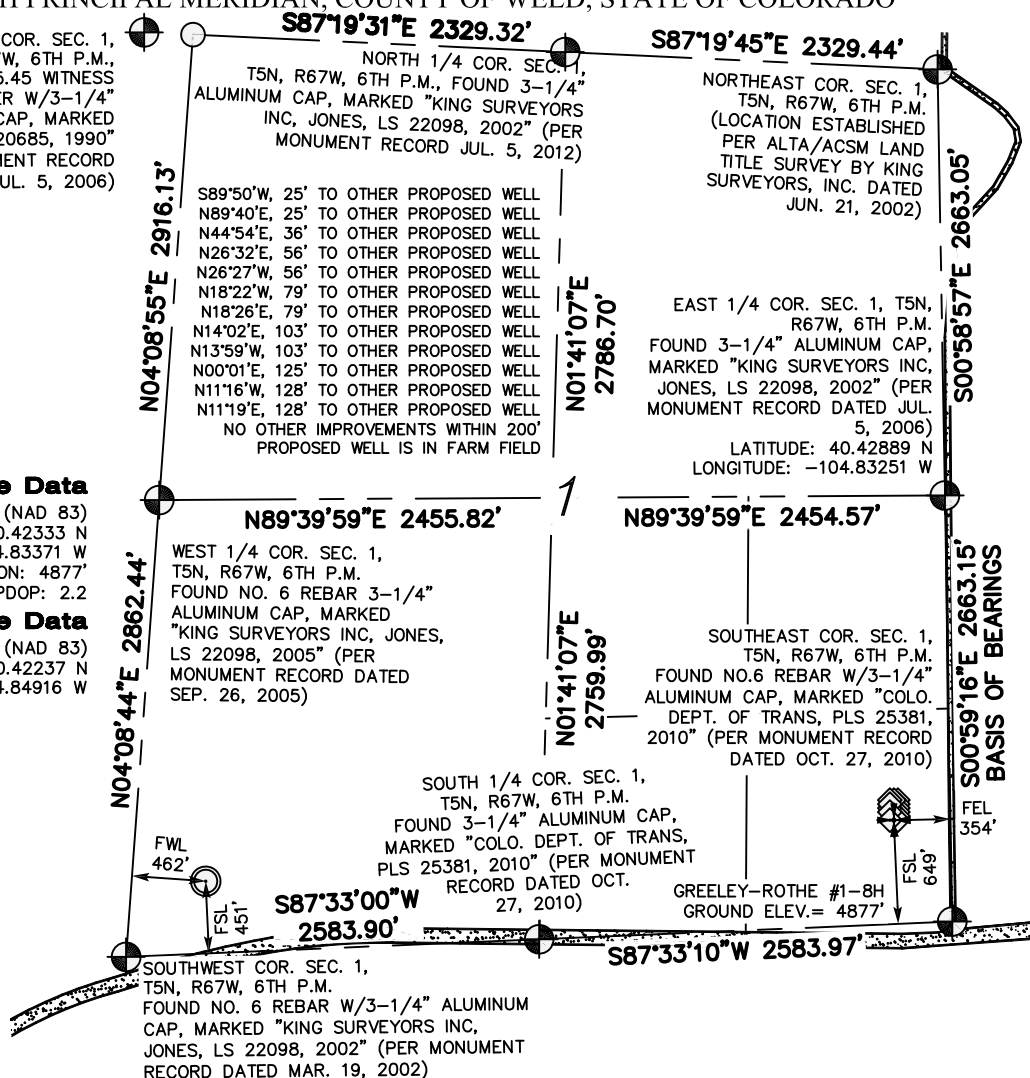 PRINCIPAL MERIDIAN, COUNTY OF WELD, STATE OF COLORADO
COR. SEC. 1,
6TH P.M.,
.45 WITNESS
W/3-1/4"
CAP, MARKED
20685, 1990"
RECORD
5, 2006)
S87°19'31"E 2329.32'
S87°19'45"E 2329.44'
NORTH 1/4 COR. SEC. 1,
T5N, R67W, 6TH P.M., FOUND 3-1/4"
ALUMINUM CAP, MARKED "KING SURVEYORS
INC, JONES, LS 22098, 2002" (PER
MONUMENT RECORD JUL. 5, 2012)
NORTHEAST COR. SEC. 1,
T5N, R67W, 6TH P.M.
(LOCATION ESTABLISHED
PER ALTA/ACSM LAND
TITLE SURVEY BY KING
SURVEYORS, INC. DATED
JUN. 21, 2002)
N04°08'55"E 2916.13'
S89°50'W, 25' TO OTHER PROPOSED WELL
N89°40'E, 25' TO OTHER PROPOSED WELL
N44°54'E, 36' TO OTHER PROPOSED WELL
N26°32'E, 56' TO OTHER PROPOSED WELL
N26°27'W, 56' TO OTHER PROPOSED WELL
N18°22'W, 79' TO OTHER PROPOSED WELL
N18°26'E, 79' TO OTHER PROPOSED WELL
N14°02'E, 103' TO OTHER PROPOSED WELL
N13°59'W, 103' TO OTHER PROPOSED WELL
N00°01'E, 125' TO OTHER PROPOSED WELL
N11°16'W, 128' TO OTHER PROPOSED WELL
N11°19'E, 128' TO OTHER PROPOSED WELL
NO OTHER IMPROVEMENTS WITHIN 200'
PROPOSED WELL IS IN FARM FIELD
N01°41'07"E
2786.70'
S00°58'57"E 2663.05'
EAST 1/4 COR. SEC. 1, T5N,
R67W, 6TH P.M.
FOUND 3-1/4" ALUMINUM CAP,
MARKED "KING SURVEYORS INC,
JONES, LS 22098, 2002" (PER
MONUMENT RECORD DATED JUL.
5, 2006)
LATITUDE: 40.42889 N
LONGITUDE: -104.83251 W
1
N89°39'59"E 2455.82'
N89°39'59"E 2454.57'
Data
(NAD 83)
.42333 N
.83371 W
4877'
PDOP: 2.2
Data
(NAD 83)
.42237 N
.84916 W
N04°08'44"E 2862.44'
WEST 1/4 COR. SEC. 1,
T5N, R67W, 6TH P.M.
FOUND NO. 6 REBAR 3-1/4"
ALUMINUM CAP, MARKED
"KING SURVEYORS INC, JONES,
LS 22098, 2005" (PER
MONUMENT RECORD DATED
SEP. 26, 2005)
N01°41'07"E
2759.99'
SOUTHEAST COR. SEC. 1,
T5N, R67W, 6TH P.M.
FOUND NO.6 REBAR W/3-1/4"
ALUMINUM CAP, MARKED "COLO.
DEPT. OF TRANS, PLS 25381,
2010" (PER MONUMENT RECORD
DATED OCT. 27, 2010)
S00°59'16"E 2663.15'
BASIS OF BEARINGS
SOUTH 1/4 COR. SEC. 1,
T5N, R67W, 6TH P.M.
FOUND 3-1/4" ALUMINUM CAP,
MARKED "COLO. DEPT. OF TRANS,
PLS 25381, 2010" (PER MONUMENT
RECORD DATED OCT.
27, 2010)
FWL
462'
FSL
451'
FEL
354'
FSL
649'
GREELEY-ROTHE #1-8H
GROUND ELEV.= 4877'
S87°33'00"W
2583.90'
S87°33'10"W 2583.97'
SOUTHWEST COR. SEC. 1,
T5N, R67W, 6TH P.M.
FOUND NO. 6 REBAR W/3-1/4" ALUMINUM
CAP, MARKED "KING SURVEYORS INC,
JONES, LS 22098, 2002" (PER MONUMENT
RECORD DATED MAR. 19, 2002)